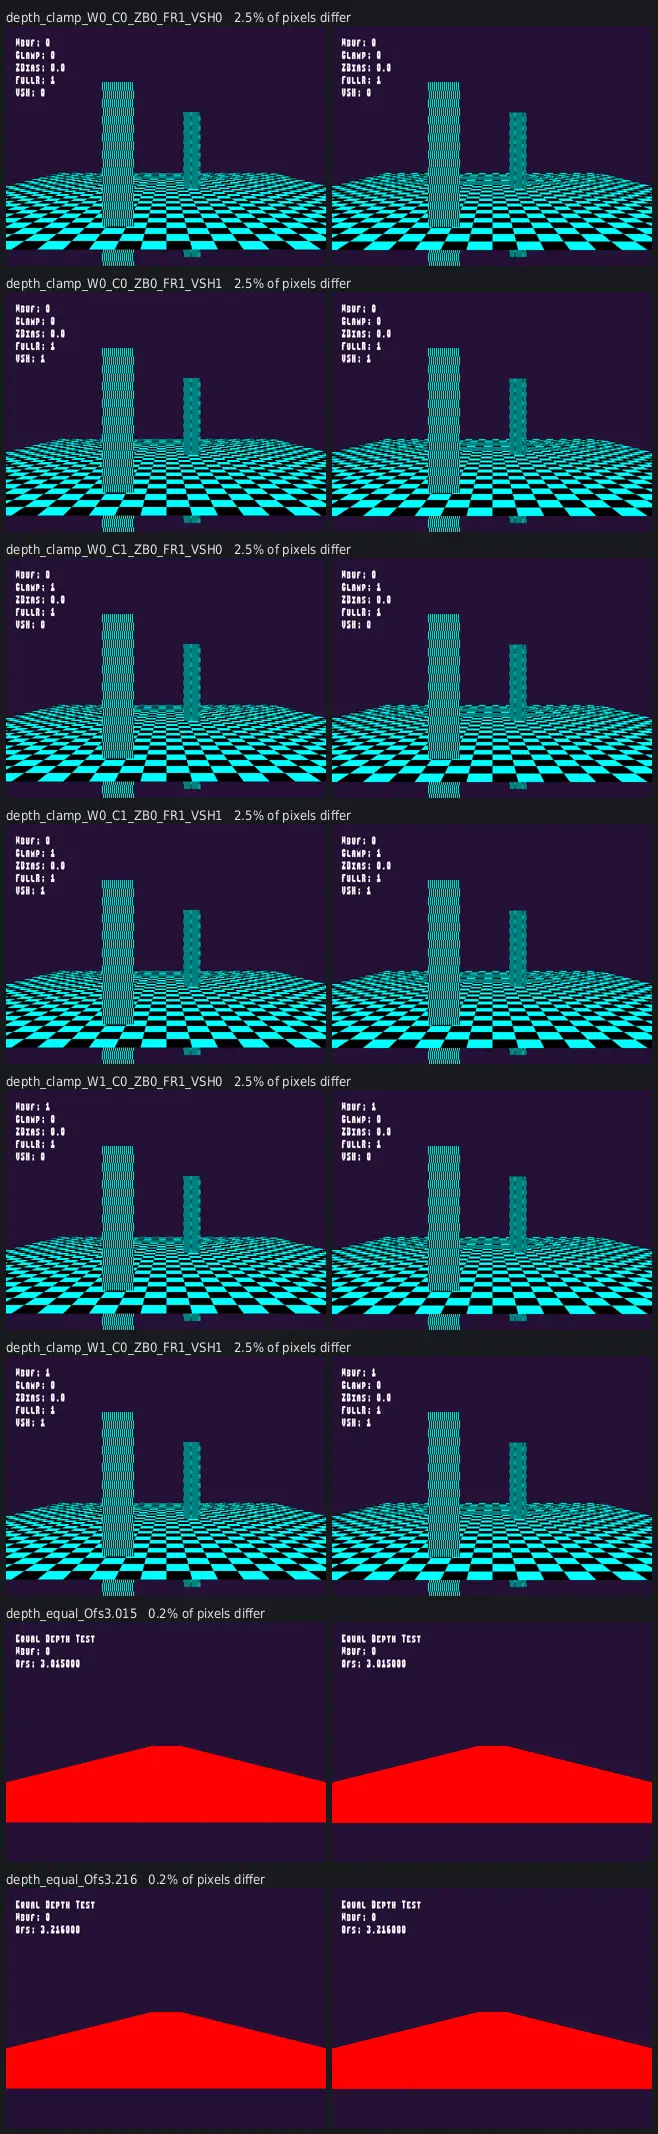 depth_clamp_W0_C0_ZB0_FR1_VSH0 2.5% of pixels differ
WBUF: 0 WBUF: 0
CLAMP: 0 CLAMP: 0
ZBIAS: 0.0 ZBIAS: 0.0
FULLR: 1 FULLR: 1
VSH: 0 VSH: 0
depth_clamp_W0_C0_ZB0_FR1_VSH1 2.5% of pixels differ
WBUF: 0 WBUF: 0
CLAMP: 0 CLAMP: 0
ZBIAS: 0.0 ZBIAS: 0.0
FULLR: 1 FULLR: 1
VSH: 1 VSH: 1
depth_clamp_W0_C1_ZB0_FR1_VSH0 2.5% of pixels differ
WBUF: 0 WBUF: 0
CLAMP: 1 CLAMP: 1
ZBIAS: 0.0 ZBIAS: 0.0
FULLR: 1 FULLR: 1
VSH: 0 VSH: 0
depth_clamp_W0_C1_ZB0_FR1_VSH1 2.5% of pixels differ
WBUF: 0 WBUF: 0
CLAMP: 1 CLAMP: 1
ZBIAS: 0.0 ZBIAS: 0.0
FULLR: 1 FULLR: 1
VSH: 1 VSH: 1
depth_clamp_W1_C0_ZB0_FR1_VSH0 2.5% of pixels differ
WBUF: 1 WBUF: 1
CLAMP: 0 CLAMP: 0
ZBIAS: 0.0 ZBIAS: 0.0
FULLR: 1 FULLR: 1
VSH: 0 VSH: 0
depth_clamp_W1_C0_ZB0_FR1_VSH1 2.5% of pixels differ
WBUF: 1 WBUF: 1
CLAMP: 0 CLAMP: 0
ZBIAS: 0.0 ZBIAS: 0.0
FULLR: 1 FULLR: 1
VSH: 1 VSH: 1
depth_equal_Ofs3.015 0.2% of pixels differ
EQUAL DEPTH TEST EQUAL DEPTH TEST
WBUF: 0 WBUF: 0
OFS: 3.015000 OFS: 3.015000
depth_equal_Ofs3.216 0.2% of pixels differ
EQUAL DEPTH TEST EQUAL DEPTH TEST
WBUF: 0 WBUF: 0
OFS: 3.216000 OFS: 3.216000